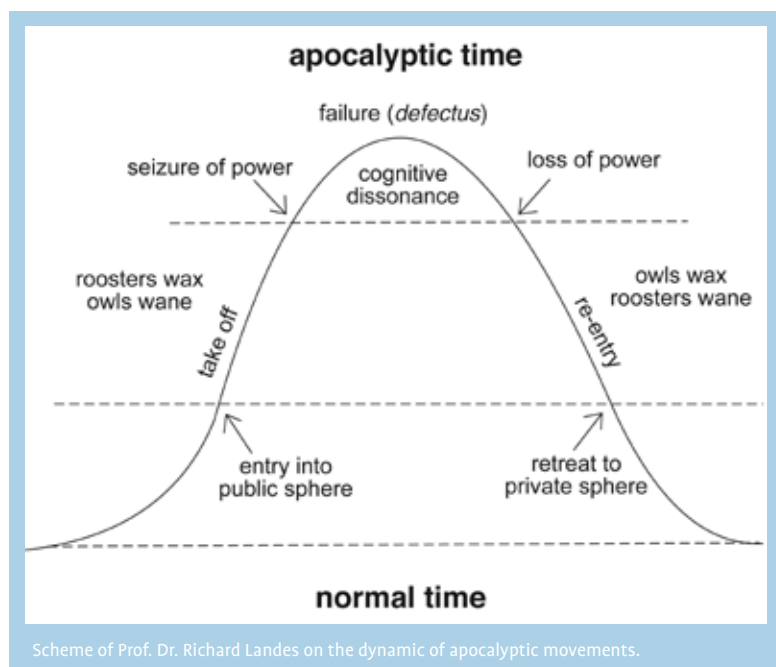 apocalyptic time
failure (defectus)
seizure of power
cognitive
dissonance
loss of power
roosters wax
owls wane
owls wax
roosters wane
take off
re-entry
entry into
public sphere
retreat to
private sphere
normal time
Scheme of Prof. Dr. Richard Landes on the dynamic of apocalyptic movements.